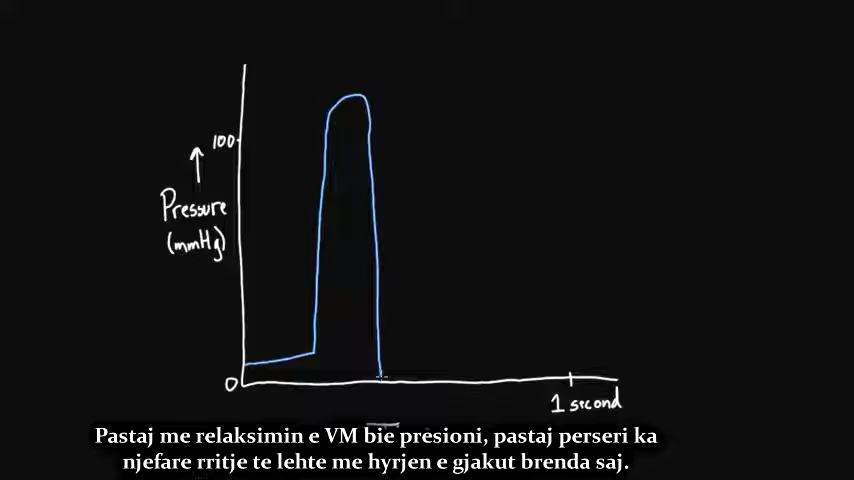 100
Pressure
(mmHg)
0
1 second
Pastaj me relaksimin e VM bie presioni, pastaj perseri ka
njefare rritje te lehte me hyrjen e gjakut brenda saj.